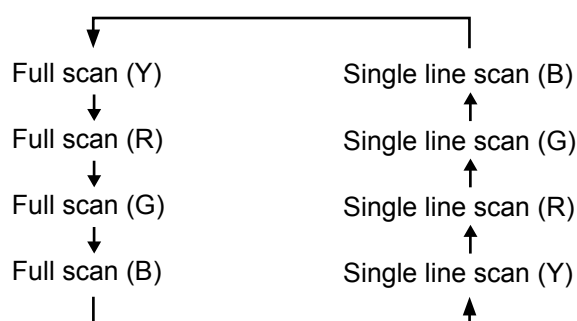 Full scan (Y)
Full scan (R)
Full scan (G)
Full scan (B)
Single line scan (B)
Single line scan (G)
Single line scan (R)
Single line scan (Y)